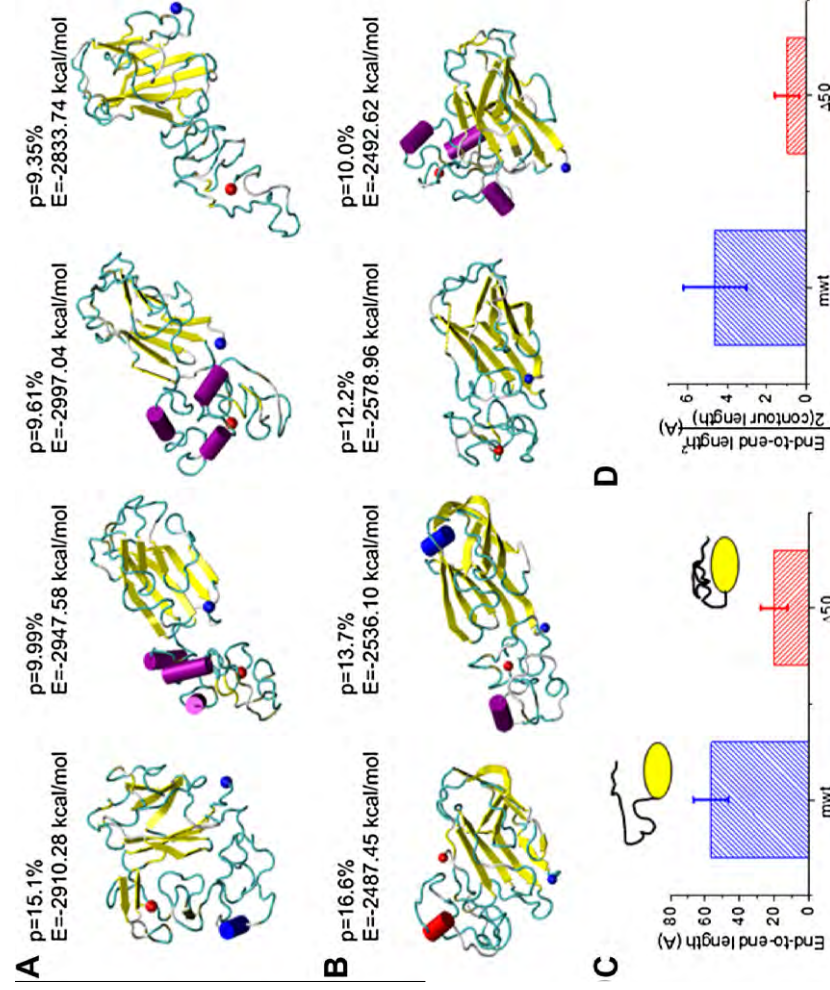 A
p=15.1%
E=-2910.28 kcal/mol
p=9.99%
E=-2947.58 kcal/mol
p=9.61%
E=-2997.04 kcal/mol
p=9.35%
E=-2833.74 kcal/mol
B
p=16.6%
E=-2487.45 kcal/mol
p=13.7%
E=-2536.10 kcal/mol
p=12.2%
E=-2578.96 kcal/mol
p=10.0%
E=-2492.62 kcal/mol
C
End-to-end length (A)
80
60
40
20
0
mwt
Δ50
D
End-to-end length²
2(contour length)
(A)
6
4
2
0
mwt
Δ50